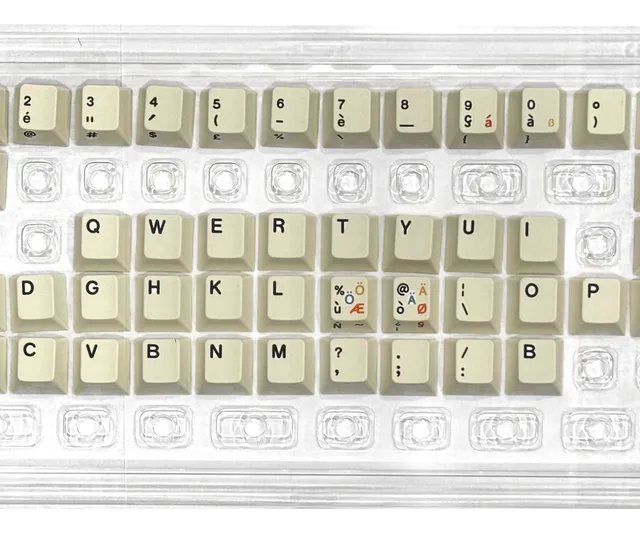 2 3 4 5 6 7 8 9 0 °
é " ' ( - è _ ç á à ß )
@ # $ £ % \ { }
Q W E R T Y U I
D G H K L % Ö Ö @ Ä Ä ¦ O P
ù Æ ò Ø \
Ñ ~
C V B N M ? . / B
, ; :